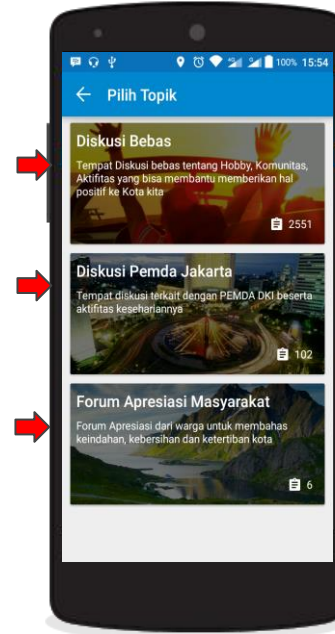 100% 15:54
Pilih Topik
Diskusi Bebas
Tempat Diskusi bebas tentang Hobby, Komunitas,
Aktifitas yang bisa membantu memberikan hal
positif ke Kota kita
2551
Diskusi Pemda Jakarta
Tempat diskusi terkait dengan PEMDA DKI beserta
aktifitas kesehariannya
102
Forum Apresiasi Masyarakat
Forum Apresiasi dari warga untuk membahas
keindahan, kebersihan dan ketertiban kota
6